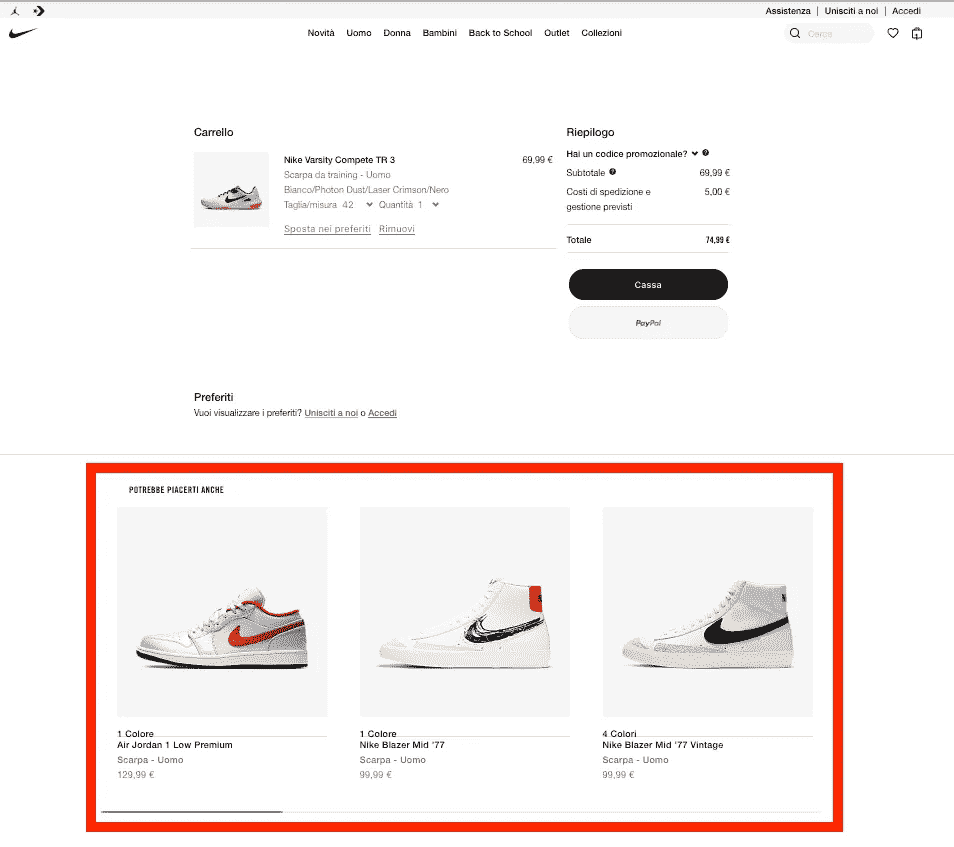 Assistenza | Unisciti a noi | Accedi
Novità Uomo Donna Bambini Back to School Outlet Collezioni
Cerca
Carrello
Nike Varsity Compete TR 3 69,99 €
Scarpa da training - Uomo
Bianco/Photon Dust/Laser Crimson/Nero
Taglia/misura 42 Quantità 1
Sposta nei preferiti Rimuovi
Riepilogo
Hai un codice promozionale?
Subtotale 69,99 €
Costi di spedizione e 5,00 €
gestione previsti
Totale 74,99 €
Cassa
PayPal
Preferiti
Vuoi visualizzare i preferiti? Unisciti a noi o Accedi
POTREBBE PIACERTI ANCHE
1 Colore
Air Jordan 1 Low Premium
Scarpa - Uomo
129,99 €
1 Colore
Nike Blazer Mid '77
Scarpa - Uomo
99,99 €
4 Colori
Nike Blazer Mid '77 Vintage
Scarpa - Uomo
99,99 €